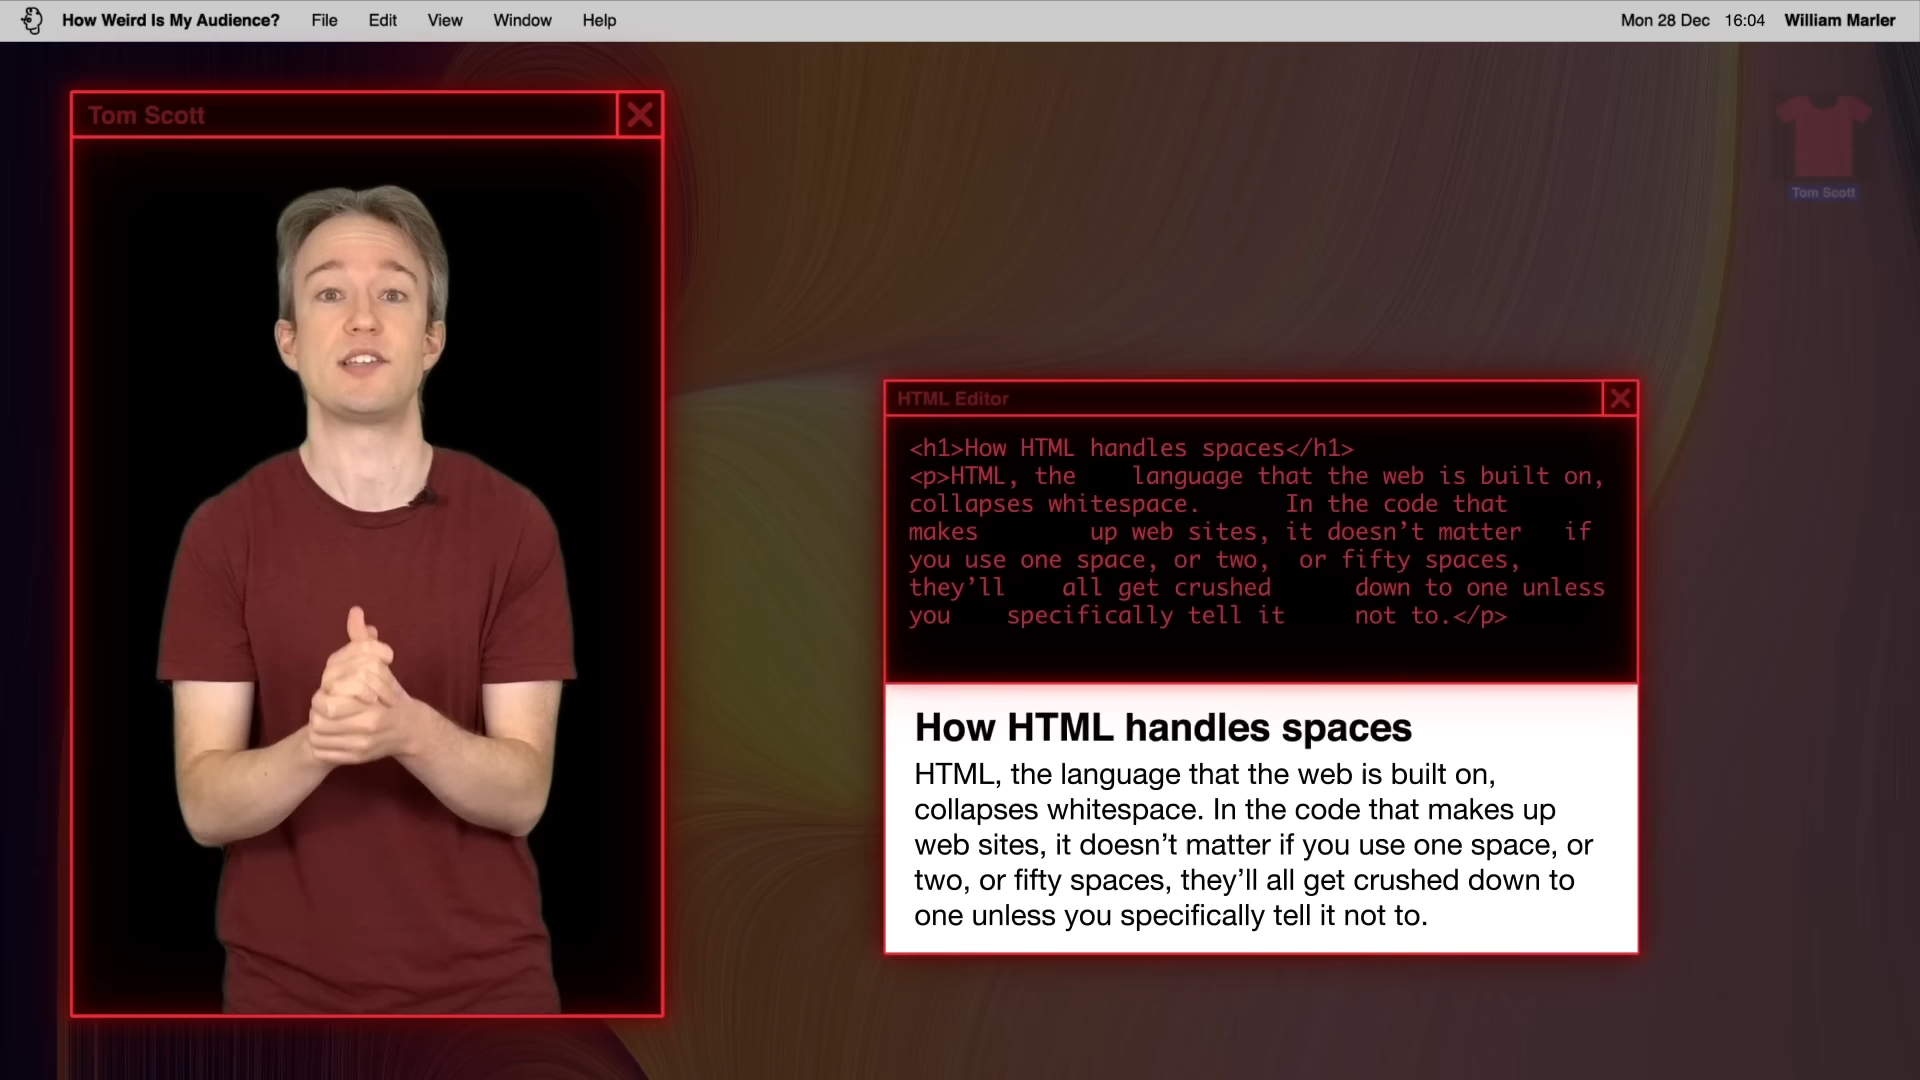 How Weird Is My Audience? File Edit View Window Help Mon 28 Dec 16:04 William Marler
Tom Scott
Tom Scott
HTML Editor
<h1>How HTML handles spaces</h1>
<p>HTML, the    language that the web is built on,
collapses whitespace.      In the code that
makes        up web sites, it doesn’t matter   if
you use one space, or two,  or fifty spaces,
they’ll    all get crushed      down to one unless
you    specifically tell it     not to.</p>
How HTML handles spaces
HTML, the language that the web is built on,
collapses whitespace. In the code that makes up
web sites, it doesn’t matter if you use one space, or
two, or fifty spaces, they’ll all get crushed down to
one unless you specifically tell it not to.